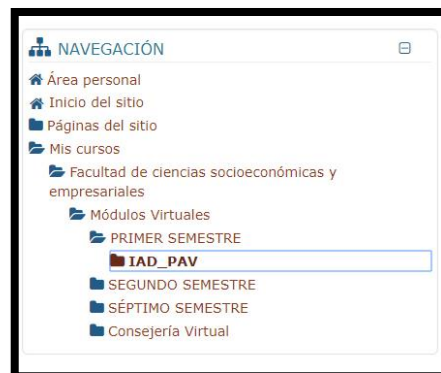 NAVEGACIÓN
Área personal
Inicio del sitio
Páginas del sitio
Mis cursos
Facultad de ciencias socioeconómicas y
empresariales
Módulos Virtuales
PRIMER SEMESTRE
IAD_PAV
SEGUNDO SEMESTRE
SÉPTIMO SEMESTRE
Consejería Virtual